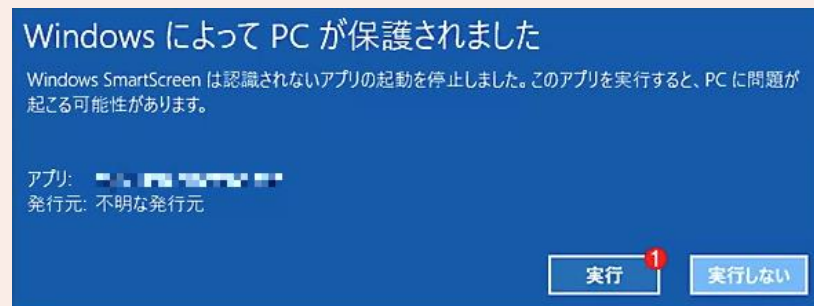 Windows によって PC が保護されました
Windows SmartScreen は認識されないアプリの起動を停止しました。このアプリを実行すると、PC に問題が
起こる可能性があります。
アプリ:
発行元: 不明な発行元
実行 1 実行しない